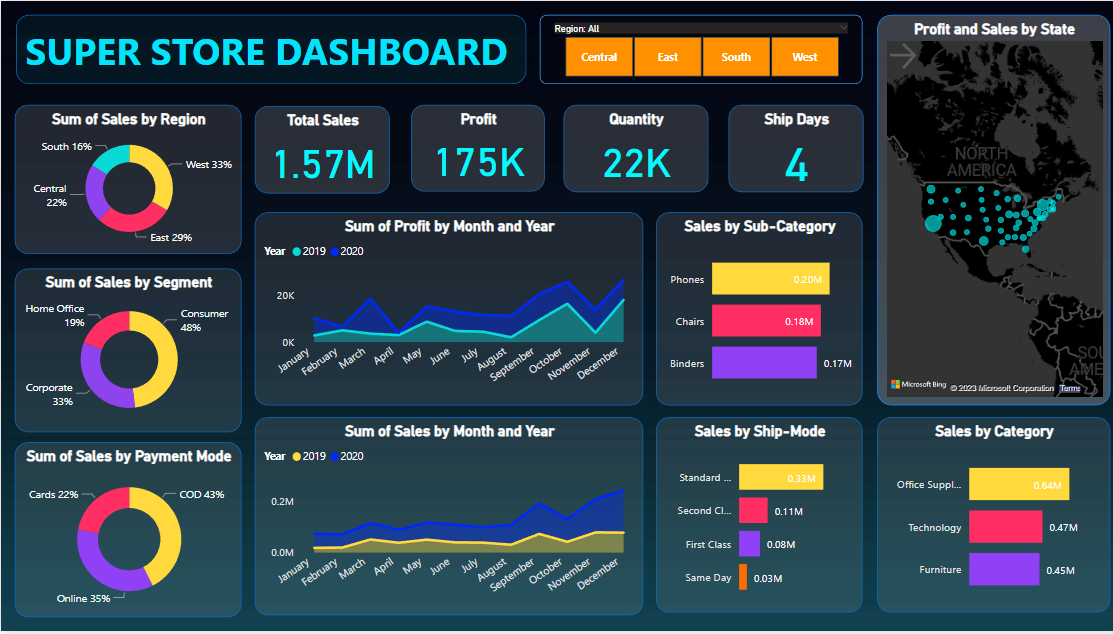 SUPER STORE DASHBOARD
Region: All
Central
East
South
West
Profit and Sales by State
NORTH
AMERICA
SOU
AME
Microsoft Bing
© 2023 Microsoft Corporation
Terms
Sum of Sales by Region
South 16%
West 33%
Central
22%
East 29%
Total Sales
1.57M
Profit
175K
Quantity
22K
Ship Days
4
Sum of Profit by Month and Year
Year 2019 2020
20K
0K
January
February
March
April
May
June
July
August
September
October
November
December
Sales by Sub-Category
Phones 0.20M
Chairs 0.18M
Binders 0.17M
Sum of Sales by Segment
Home Office
19%
Consumer
48%
Corporate
33%
Sum of Sales by Payment Mode
Cards 22%
COD 43%
Online 35%
Sum of Sales by Month and Year
Year 2019 2020
0.2M
0.0M
January
February
March
April
May
June
July
August
September
October
November
December
Sales by Ship-Mode
Standard ... 0.33M
Second Cl... 0.11M
First Class 0.08M
Same Day 0.03M
Sales by Category
Office Suppl... 0.64M
Technology 0.47M
Furniture 0.45M